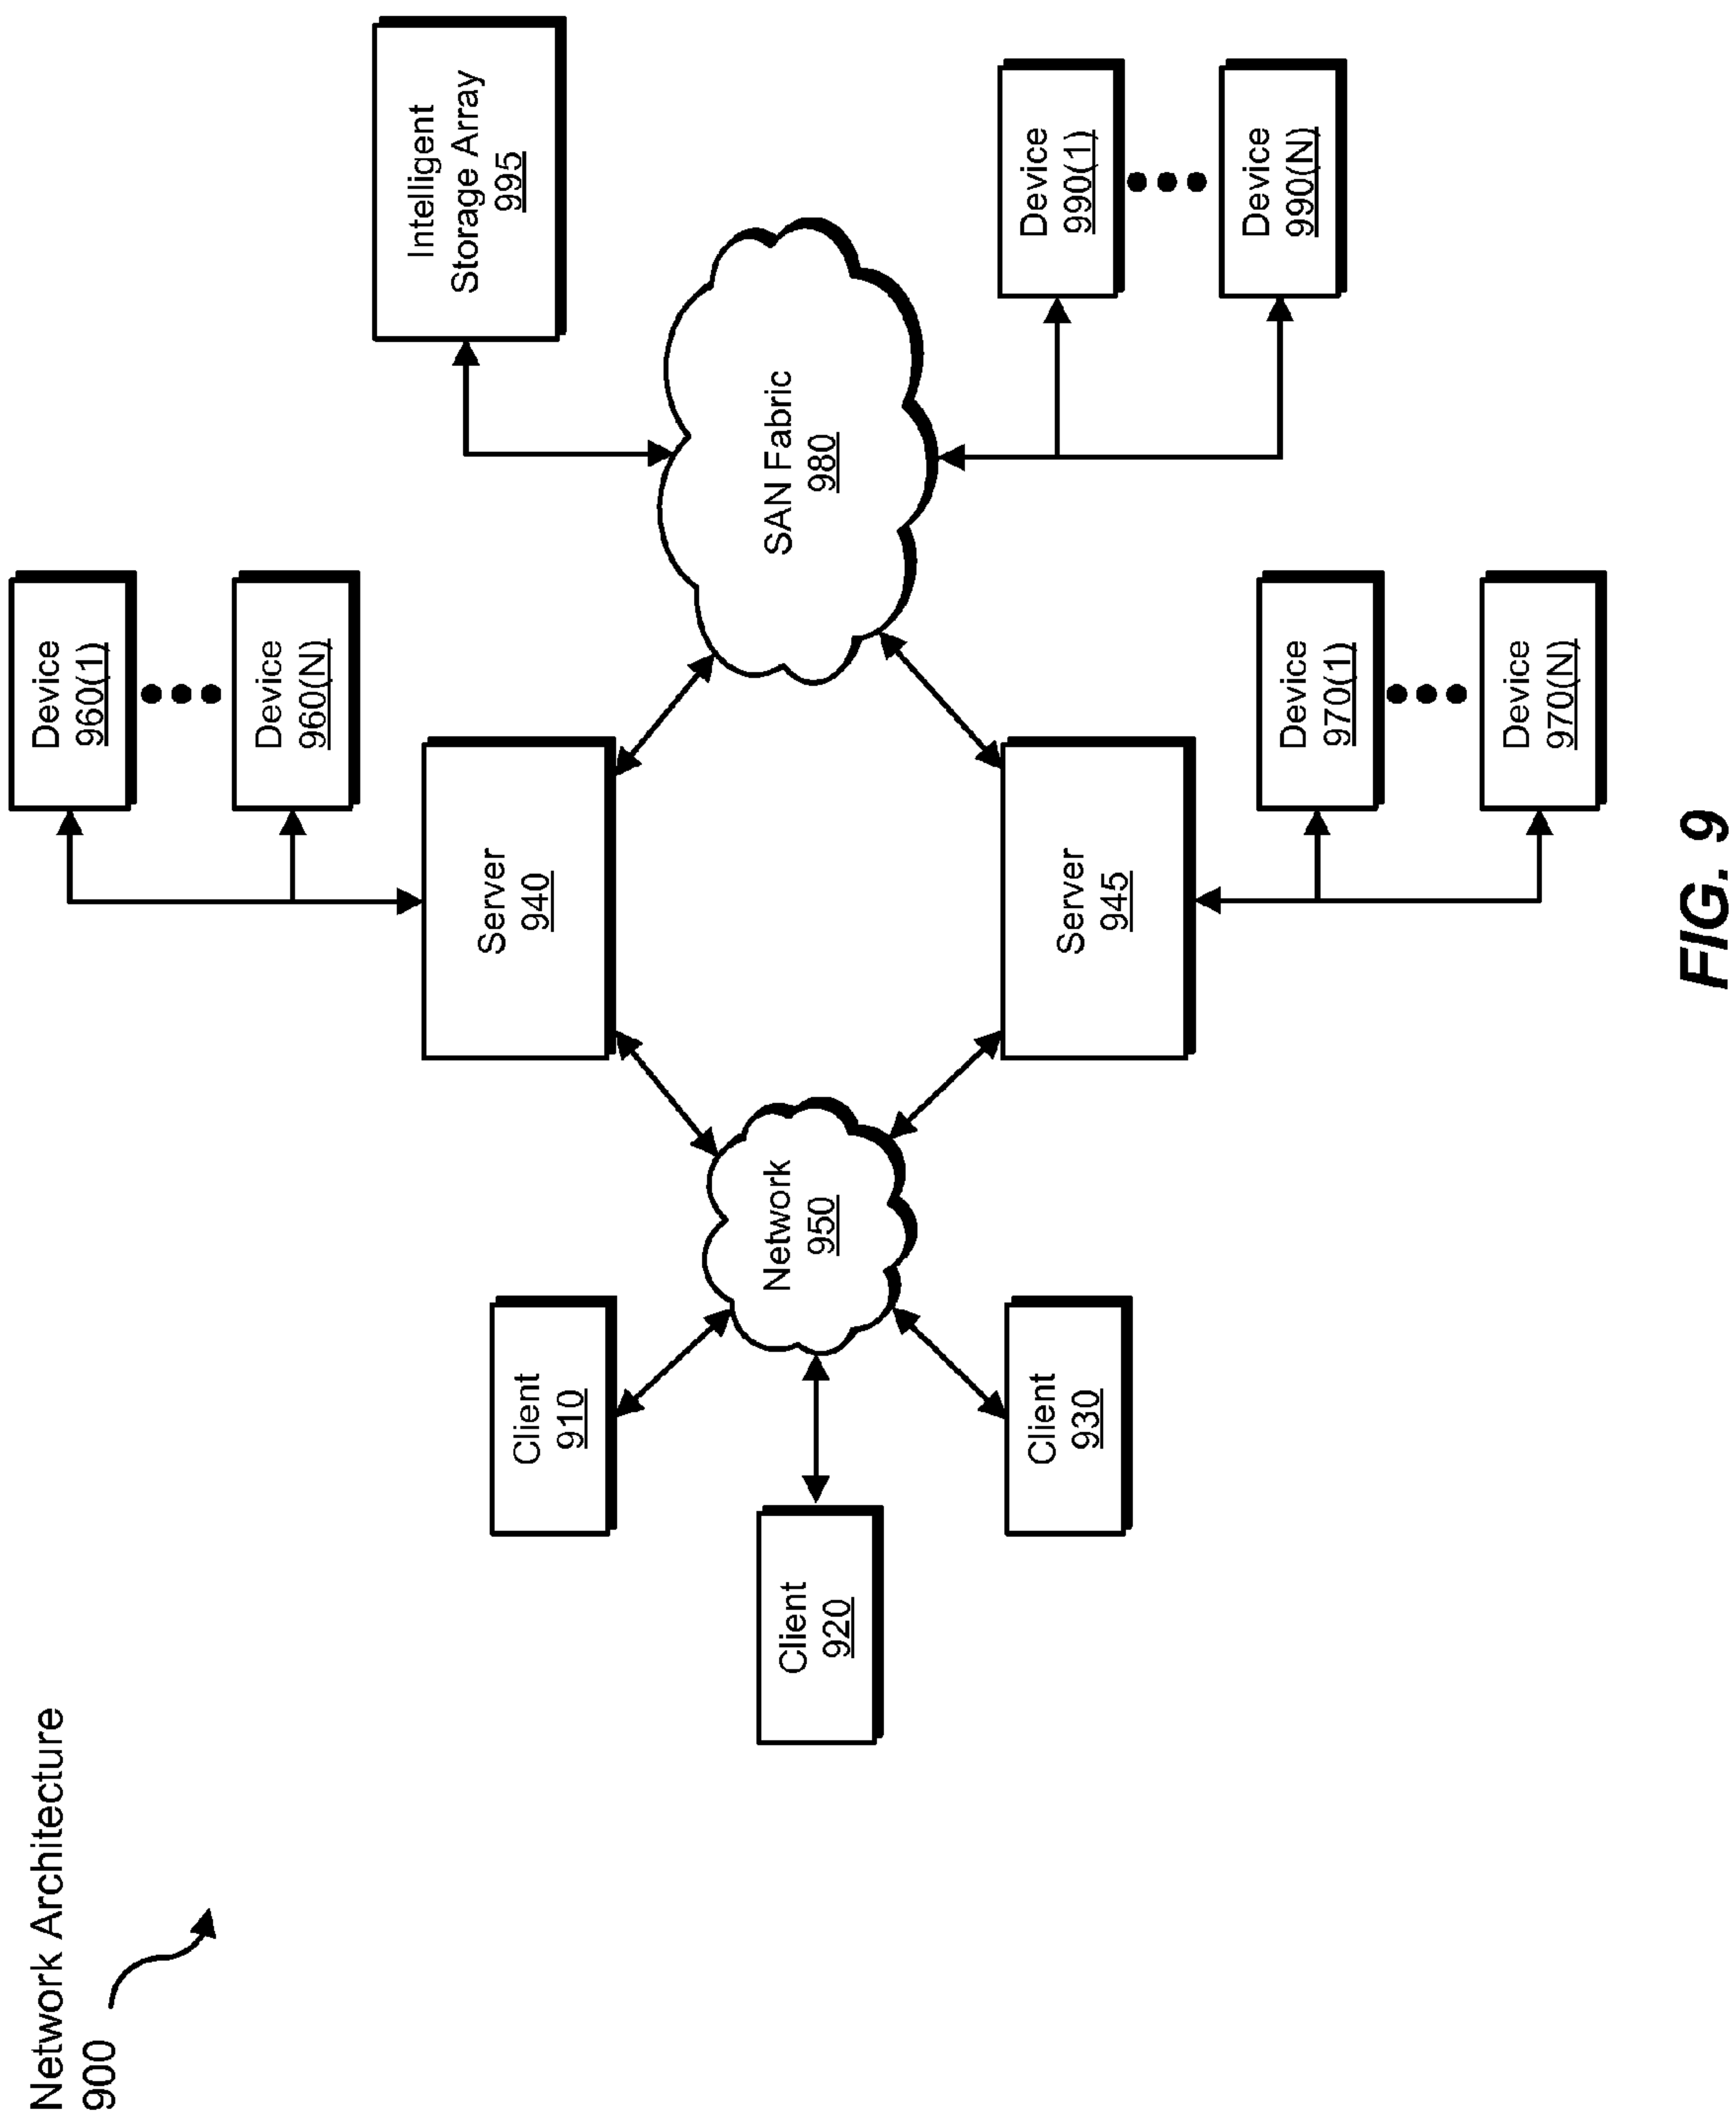 Network Architecture
900
Device
960(1)
Device
960(N)
Intelligent
Storage Array
995
Client
910
Server
940
Client
920
Network
950
SAN Fabric
980
Client
930
Server
945
Device
990(1)
Device
990(N)
Device
970(1)
Device
970(N)
FIG. 9